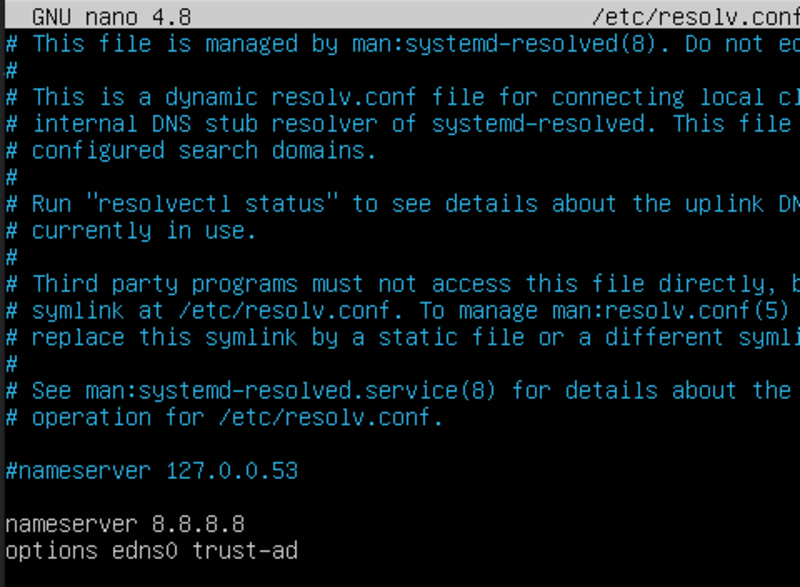 GNU nano 4.8 /etc/resolv.conf
# This file is managed by man:systemd-resolved(8). Do not
#
# This is a dynamic resolv.conf file for connecting local
# internal DNS stub resolver of systemd-resolved. This file
# configured search domains.
#
# Run "resolvectl status" to see details about the uplink
# currently in use.
#
# Third party programs must not access this file directly,
# symlink at /etc/resolv.conf. To manage man:resolv.conf(5)
# replace this symlink by a static file or a different
#
# See man:systemd-resolved.service(8) for details about the
# operation for /etc/resolv.conf.
#nameserver 127.0.0.53
nameserver 8.8.8.8
options edns0 trust-ad